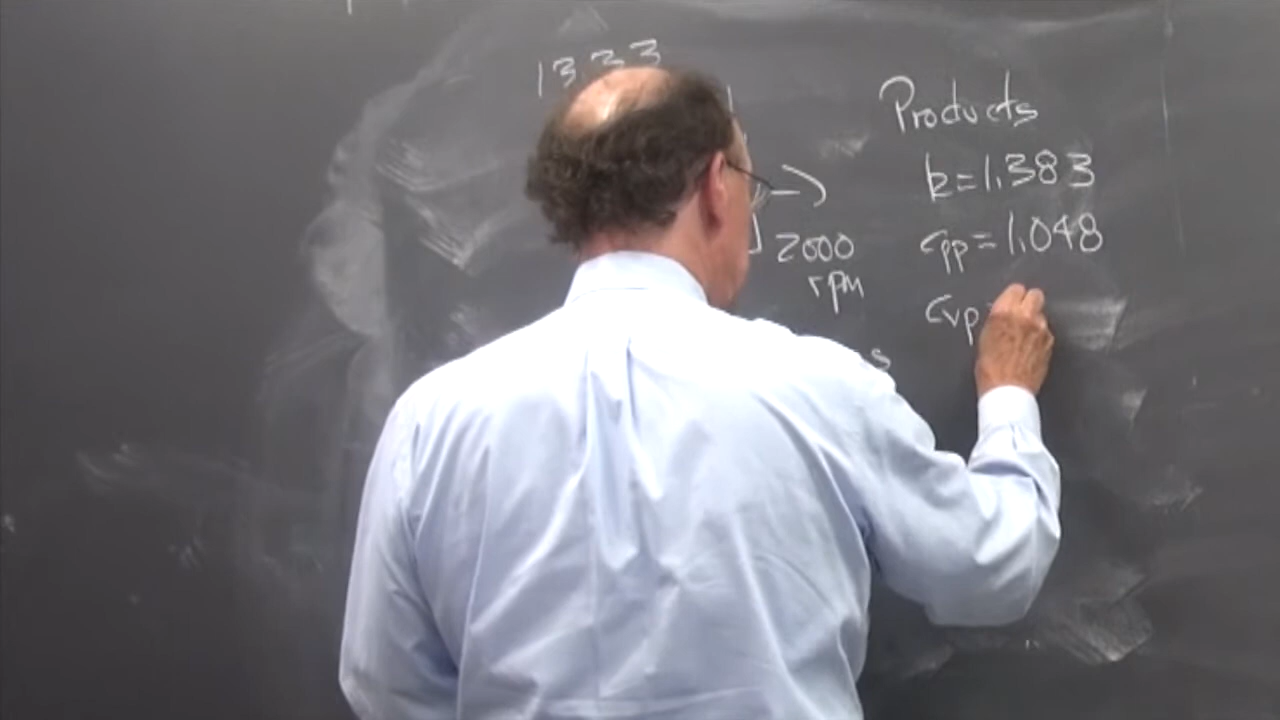 1333
Products
k=1.383
cpp=1.048
cvp
2000
rpm
s